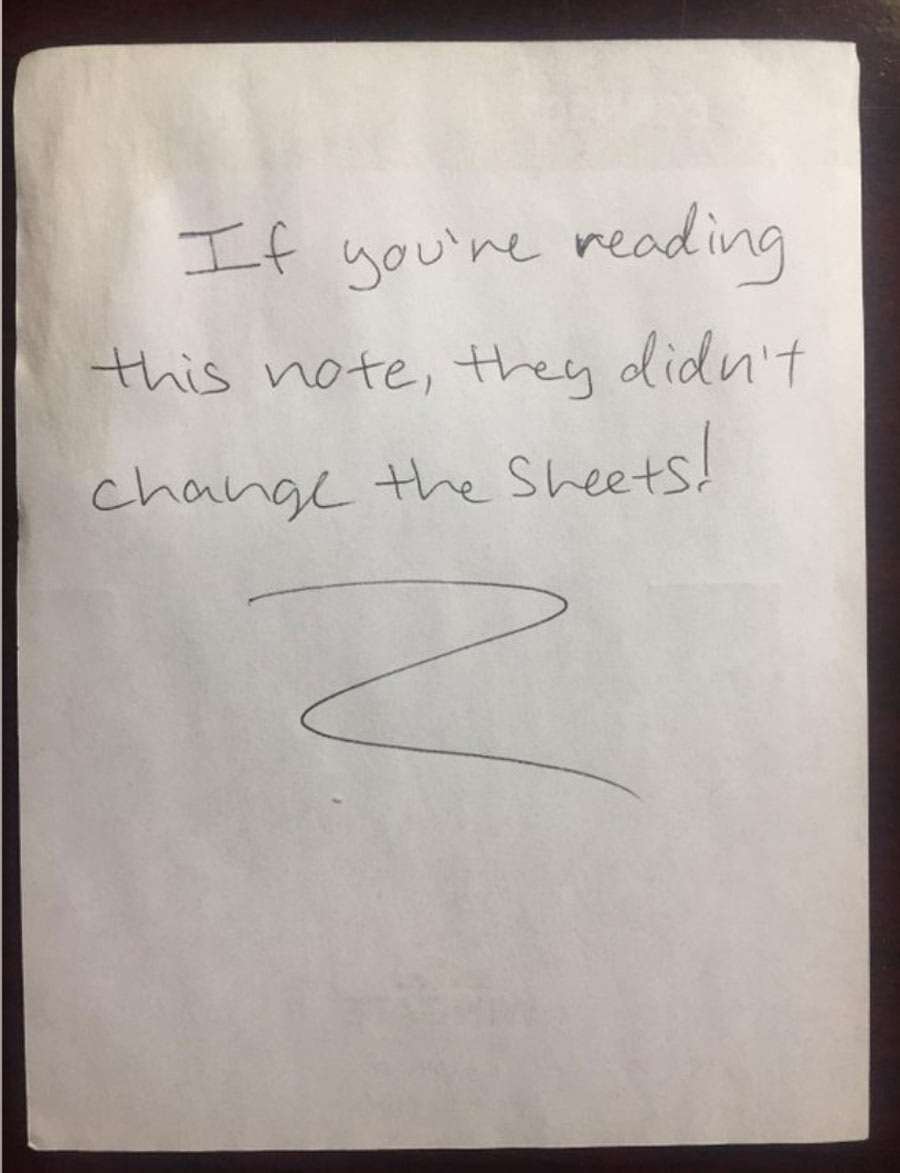 If you're reading
this note, they didn't
change the Sheets!